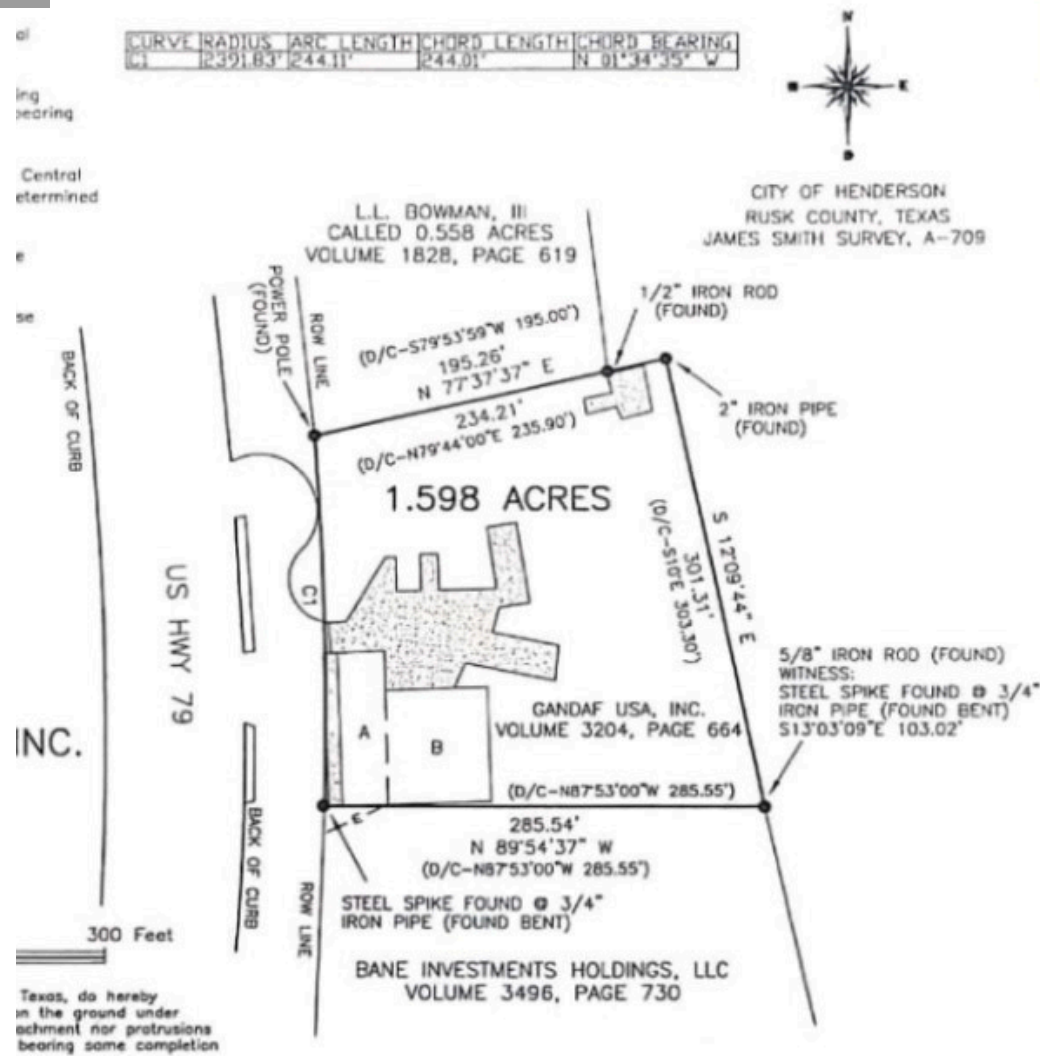 al
ing
bearing
Central
etermined
e
se
CURVE RADIUS ARC LENGTH CHORD LENGTH CHORD BEARING
C1 2391.83' 244.11' 244.01' N 01°34'35" W
N
E
CITY OF HENDERSON
RUSK COUNTY, TEXAS
JAMES SMITH SURVEY, A-709
L.L. BOWMAN, III
CALLED 0.558 ACRES
VOLUME 1828, PAGE 619
POWER POLE
(FOUND)
ROW LINE
1/2" IRON ROD
(FOUND)
(D/C-S79°53'59"W 195.00')
195.26'
N 77°37'37" E
234.21'
(D/C-N79°44'00"E 235.90')
2" IRON PIPE
(FOUND)
BACK OF CURB
1.598 ACRES
S 12°09'44" E
301.31'
(D/C-S10°E 303.30')
US HWY 79
C1
5/8" IRON ROD (FOUND)
WITNESS:
STEEL SPIKE FOUND @ 3/4"
IRON PIPE (FOUND BENT)
S13°03'09"E 103.02'
GANDAF USA, INC.
VOLUME 3204, PAGE 664
A
B
INC.
(D/C-N87°53'00"W 285.55')
E
285.54'
N 89°54'37" W
(D/C-N87°53'00"W 285.55')
BACK OF CURB
ROW LINE
STEEL SPIKE FOUND @ 3/4"
IRON PIPE (FOUND BENT)
300 Feet
BANE INVESTMENTS HOLDINGS, LLC
VOLUME 3496, PAGE 730
Texas, do hereby
on the ground under
achment nor protrusions
bearing same completion